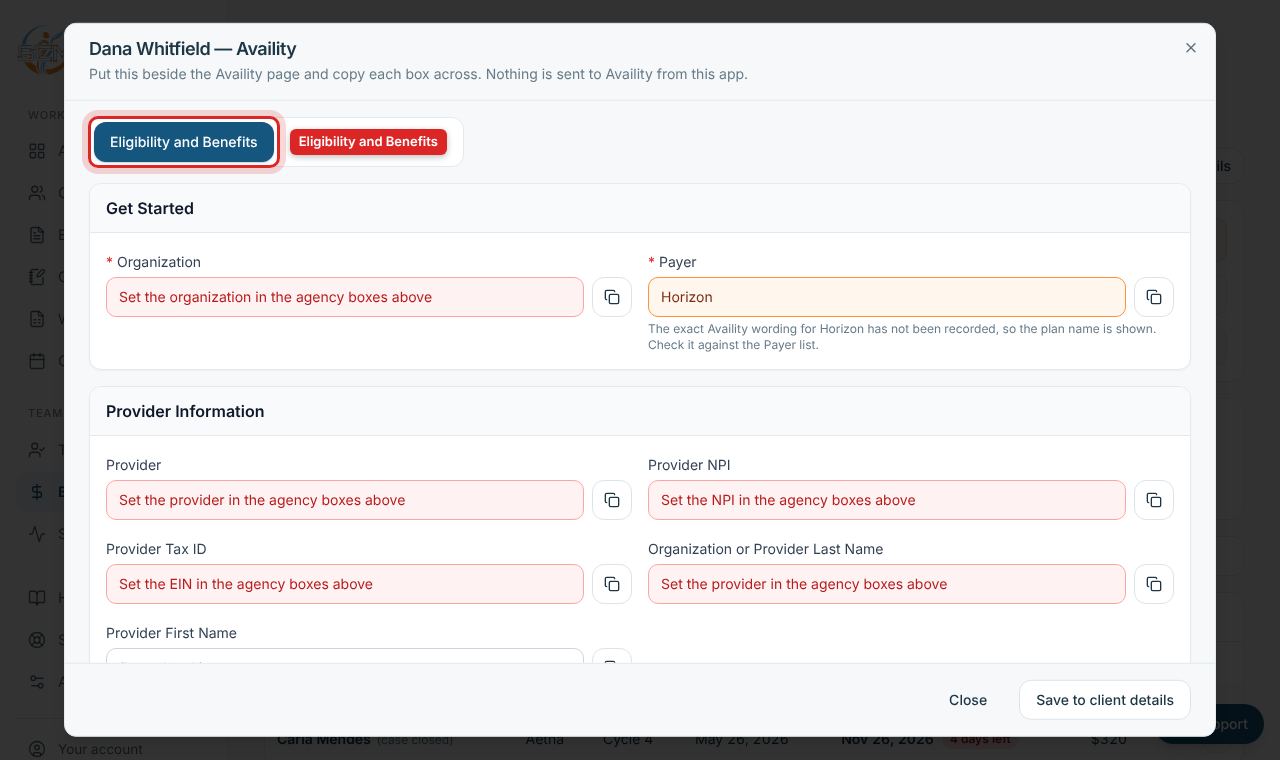 Dana Whitfield — Availity
Put this beside the Availity page and copy each box across. Nothing is sent to Availity from this app.
WORK
Eligibility and Benefits
Eligibility and Benefits
ils
Get Started
* Organization
* Payer
Set the organization in the agency boxes above
Horizon
The exact Availity wording for Horizon has not been recorded, so the plan name is shown.
Check it against the Payer list.
TEAM
Provider Information
Provider
Provider NPI
Set the provider in the agency boxes above
Set the NPI in the agency boxes above
Provider Tax ID
Organization or Provider Last Name
Set the EIN in the agency boxes above
Set the provider in the agency boxes above
Provider First Name
Close
Save to client details
pport
Your account
Carla Mendes (case closed) Aetna Cycle 4 May 26, 2026 Nov 26, 2026 4 days left $320